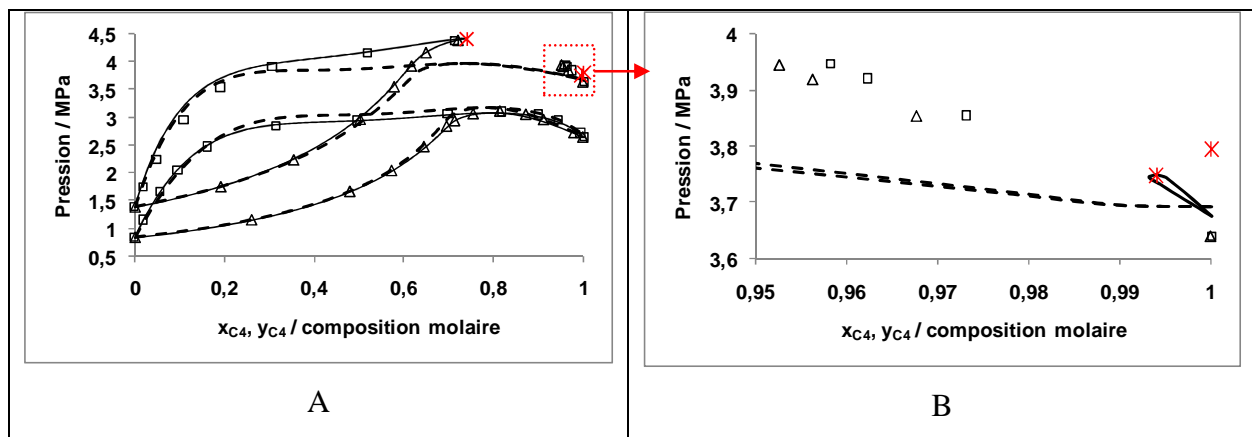 Pression / MPa
4,5
4
3,5
3
2,5
2
1,5
1
0,5
0 0,2 0,4 0,6 0,8 1
xC4, yC4 / composition molaire
A
Pression / MPa
4
3,9
3,8
3,7
3,6
0,95 0,96 0,97 0,98 0,99 1
xC4, yC4 / composition molaire
B